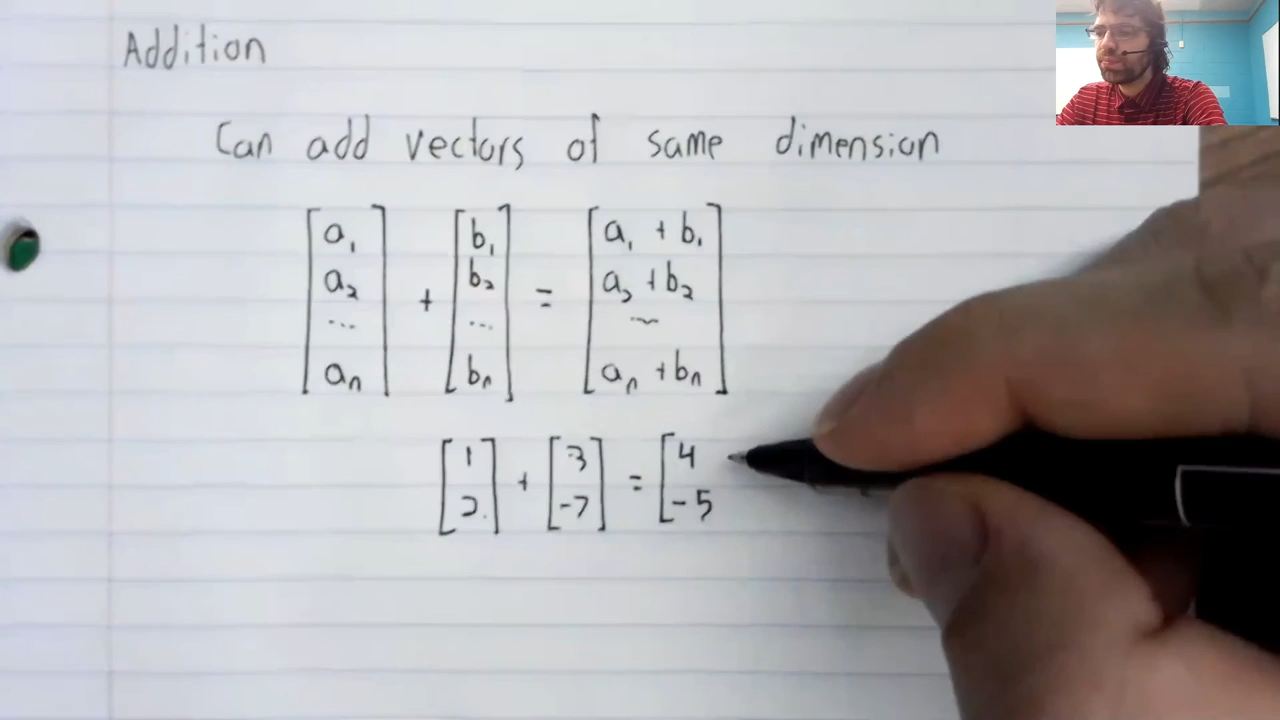 Addition
Can add vectors of same dimension
[a₁ a₂ ... aₙ] + [b₁ b₂ ... bₙ] = [a₁ + b₁ a₂ + b₂ ... aₙ + bₙ]
[1 2] + [3 -7] = [4 -5